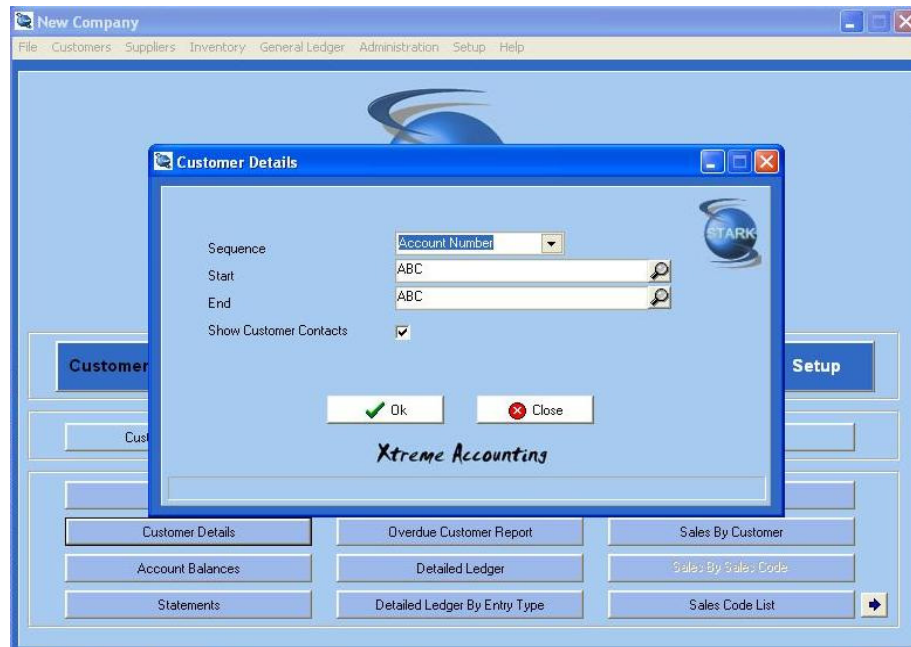 New Company
File Customers Suppliers Inventory General Ledger Administration Setup Help
Customer Details
STARK
Sequence Account Number
Start ABC
End ABC
Show Customer Contacts
Customer Setup
Ok Close
Cust
Xtreme Accounting
Customer Details Overdue Customer Report Sales By Customer
Account Balances Detailed Ledger Sales By Sales Code
Statements Detailed Ledger By Entry Type Sales Code List